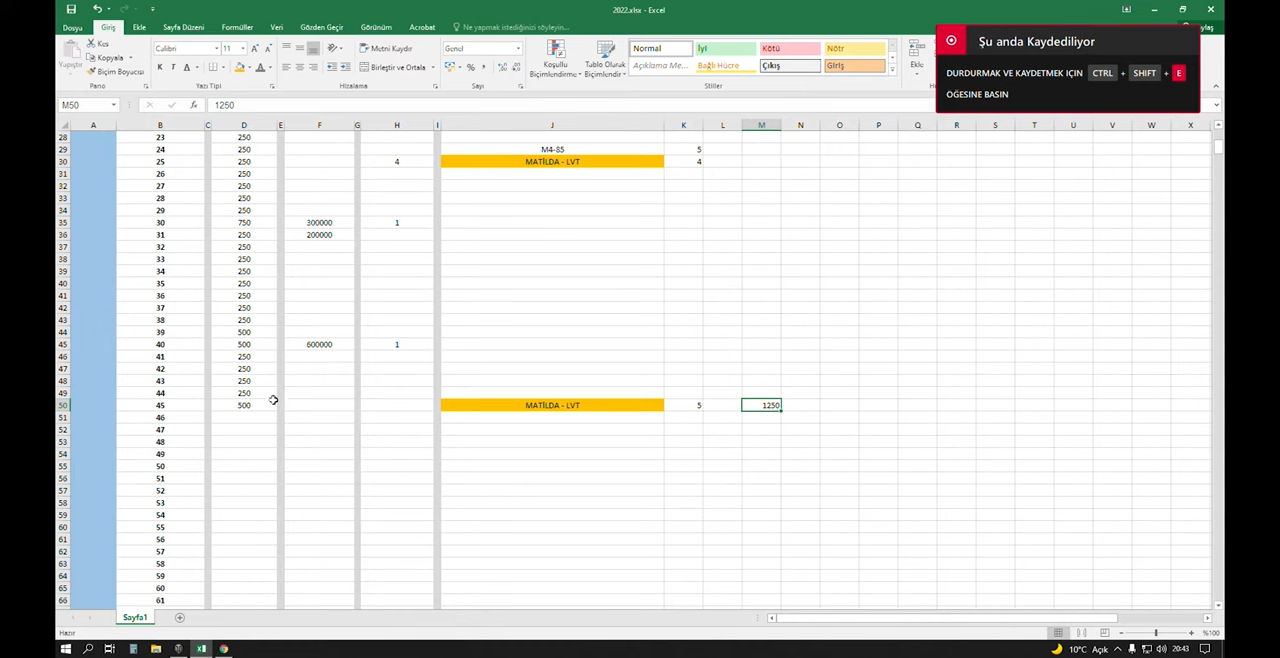 2022.xlsx - Excel
Dosya Giriş Ekle Sayfa Düzeni Formüller Veri Gözden Geçir Görünüm Acrobat Ne yapmak istediğinizi söyleyin...
Şu anda Kaydediliyor
DURDURMAK VE KAYDETMEK İÇİN CTRL + SHIFT + E
ÖĞESINE BASIN
Yapıştır
Kes
Kopyala
Biçim Boyacısı
Calibri 11
K T A
Metni Kaydır
Birleştir ve Ortala
Genel
Koşullu Biçimlendirme
Tablo Olarak Biçimlendir
Normal İyi Kötü Nötr
Açıklama Me... Bağlı Hücre Çıkış Giriş
Ekle
Pano Yazı Tipi Hizalama Sayı Stiller
M50 fx 1250
A B C D E F G H I J K L M N O P Q R S T U V W X
28 23 250
29 24 250 M4-85 5
30 25 250 4 MATİLDA - LVT 4
31 26 250
32 27 250
33 28 250
34 29 250
35 30 750 300000 1
36 31 250 200000
37 32 250
38 33 250
39 34 250
40 35 250
41 36 250
42 37 250
43 38 250
44 39 500
45 40 500 600000 1
46 41 250
47 42 250
48 43 250
49 44 250
50 45 500 MATİLDA - LVT 5 1250
51 46
52 47
53 48
54 49
55 50
56 51
57 52
58 53
59 54
60 55
61 56
62 57
63 58
64 59
65 60
66 61
Sayfa1
Hazır %100
10°C Açık 20:43